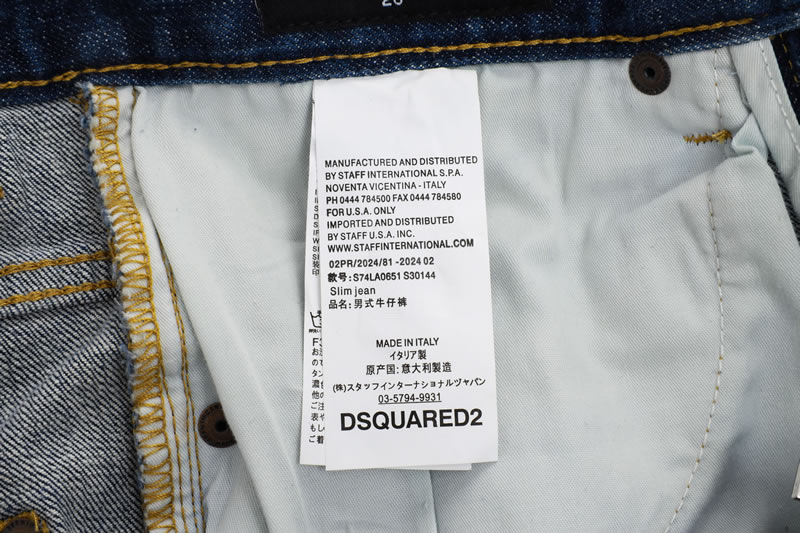 MANUFACTURED AND DISTRIBUTED
BY STAFF INTERNATIONAL S.P.A.
NOVENTA VICENTINA - ITALY
PH 0444 784500 FAX 0444 784580
FOR U.S.A. ONLY
IMPORTED AND DISTRIBUTED
BY STAFF U.S.A. INC.
WWW.STAFFINTERNATIONAL.COM
02PR/2024/81 -2024 02
款号: S74LA0651 S30144
Slim jean
品名: 男式牛仔裤
MADE IN ITALY
イタリア製
原产国: 意大利製造
(株)スタッフインターナショナルヅャパン
03-5794-9931
DSQUARED2